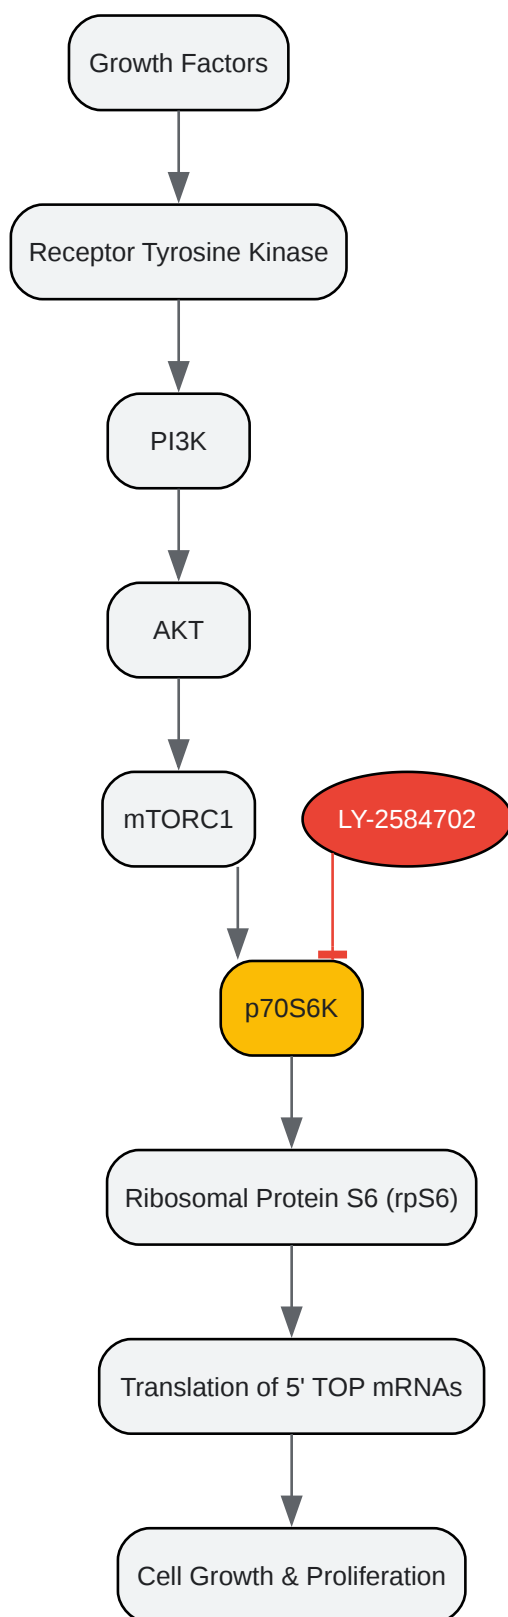 Growth Factors
Receptor Tyrosine Kinase
PI3K
AKT
mTORC1
LY-2584702
p70S6K
Ribosomal Protein S6 (rpS6)
Translation of 5' TOP mRNAs
Cell Growth & Proliferation